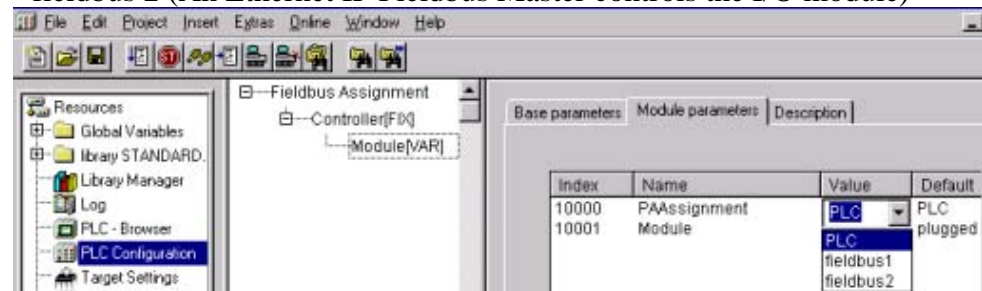 fieldbus 2 (An Ethernet IP Fieldbus Master controls the I/O module)
File Edit Project Insert Extras Online Window Help
Resources
Global Variables
library STANDARD.
Library Manager
Log
PLC - Browser
PLC Configuration
Target Settings
Fieldbus Assignment
Controller[FIX]
Module[VAR]
Base parameters Module parameters Description
Index Name Value Default
10000 PAAssignment PLC PLC
10001 Module plugged
PLC
fieldbus1
fieldbus2